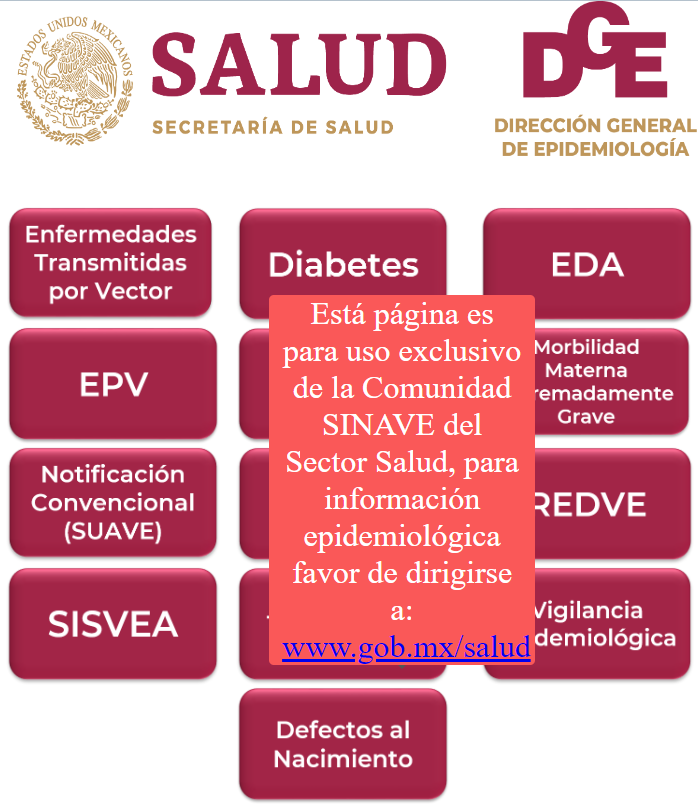 ESTADOS UNIDOS MEXICANOS
SALUD
SECRETARÍA DE SALUD
DGE
DIRECCIÓN GENERAL
DE EPIDEMIOLOGÍA
Enfermedades
Transmitidas
por Vector
Diabetes
EDA
EPV
Está página es
para uso exclusivo
de la Comunidad
SINAVE del
Sector Salud, para
información
epidemiológica
favor de dirigirse
a:
www.gob.mx/salud
Morbilidad
Materna
Grave
Notificación
Convencional
(SUAVE)
REDVE
SISVEA
Vigilancia
Defectos al
Nacimiento